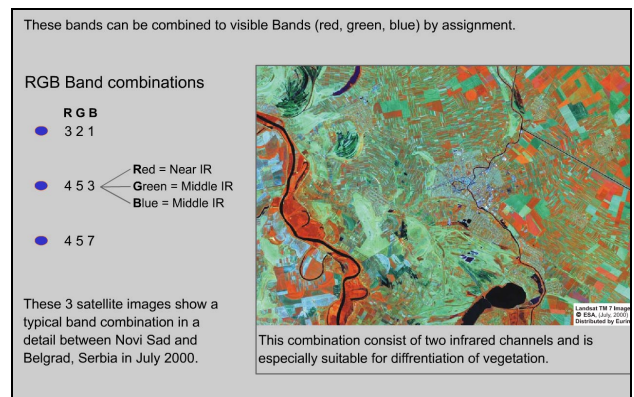 These bands can be combined to visible Bands (red, green, blue) by assignment.
RGB Band combinations
R G B
3 2 1
4 5 3
Red = Near IR
Green = Middle IR
Blue = Middle IR
4 5 7
These 3 satellite images show a
typical band combination in a
detail between Novi Sad and
Belgrad, Serbia in July 2000.
Landsat TM 7 Image
© ESA, (July, 2000)
Distributed by Eurim
This combination consist of two infrared channels and is
especially suitable for diffrentiation of vegetation.